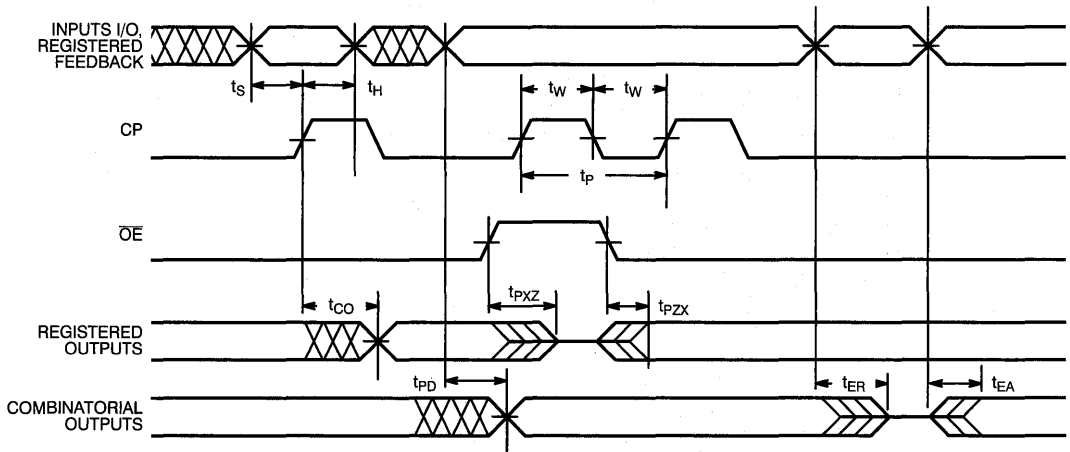 INPUTS I/O,
REGISTERED
FEEDBACK
tS
tH
tW
tW
CP
tP
OE
tCO
tPXZ
tPZX
REGISTERED
OUTPUTS
tPD
tER
tEA
COMBINATORIAL
OUTPUTS